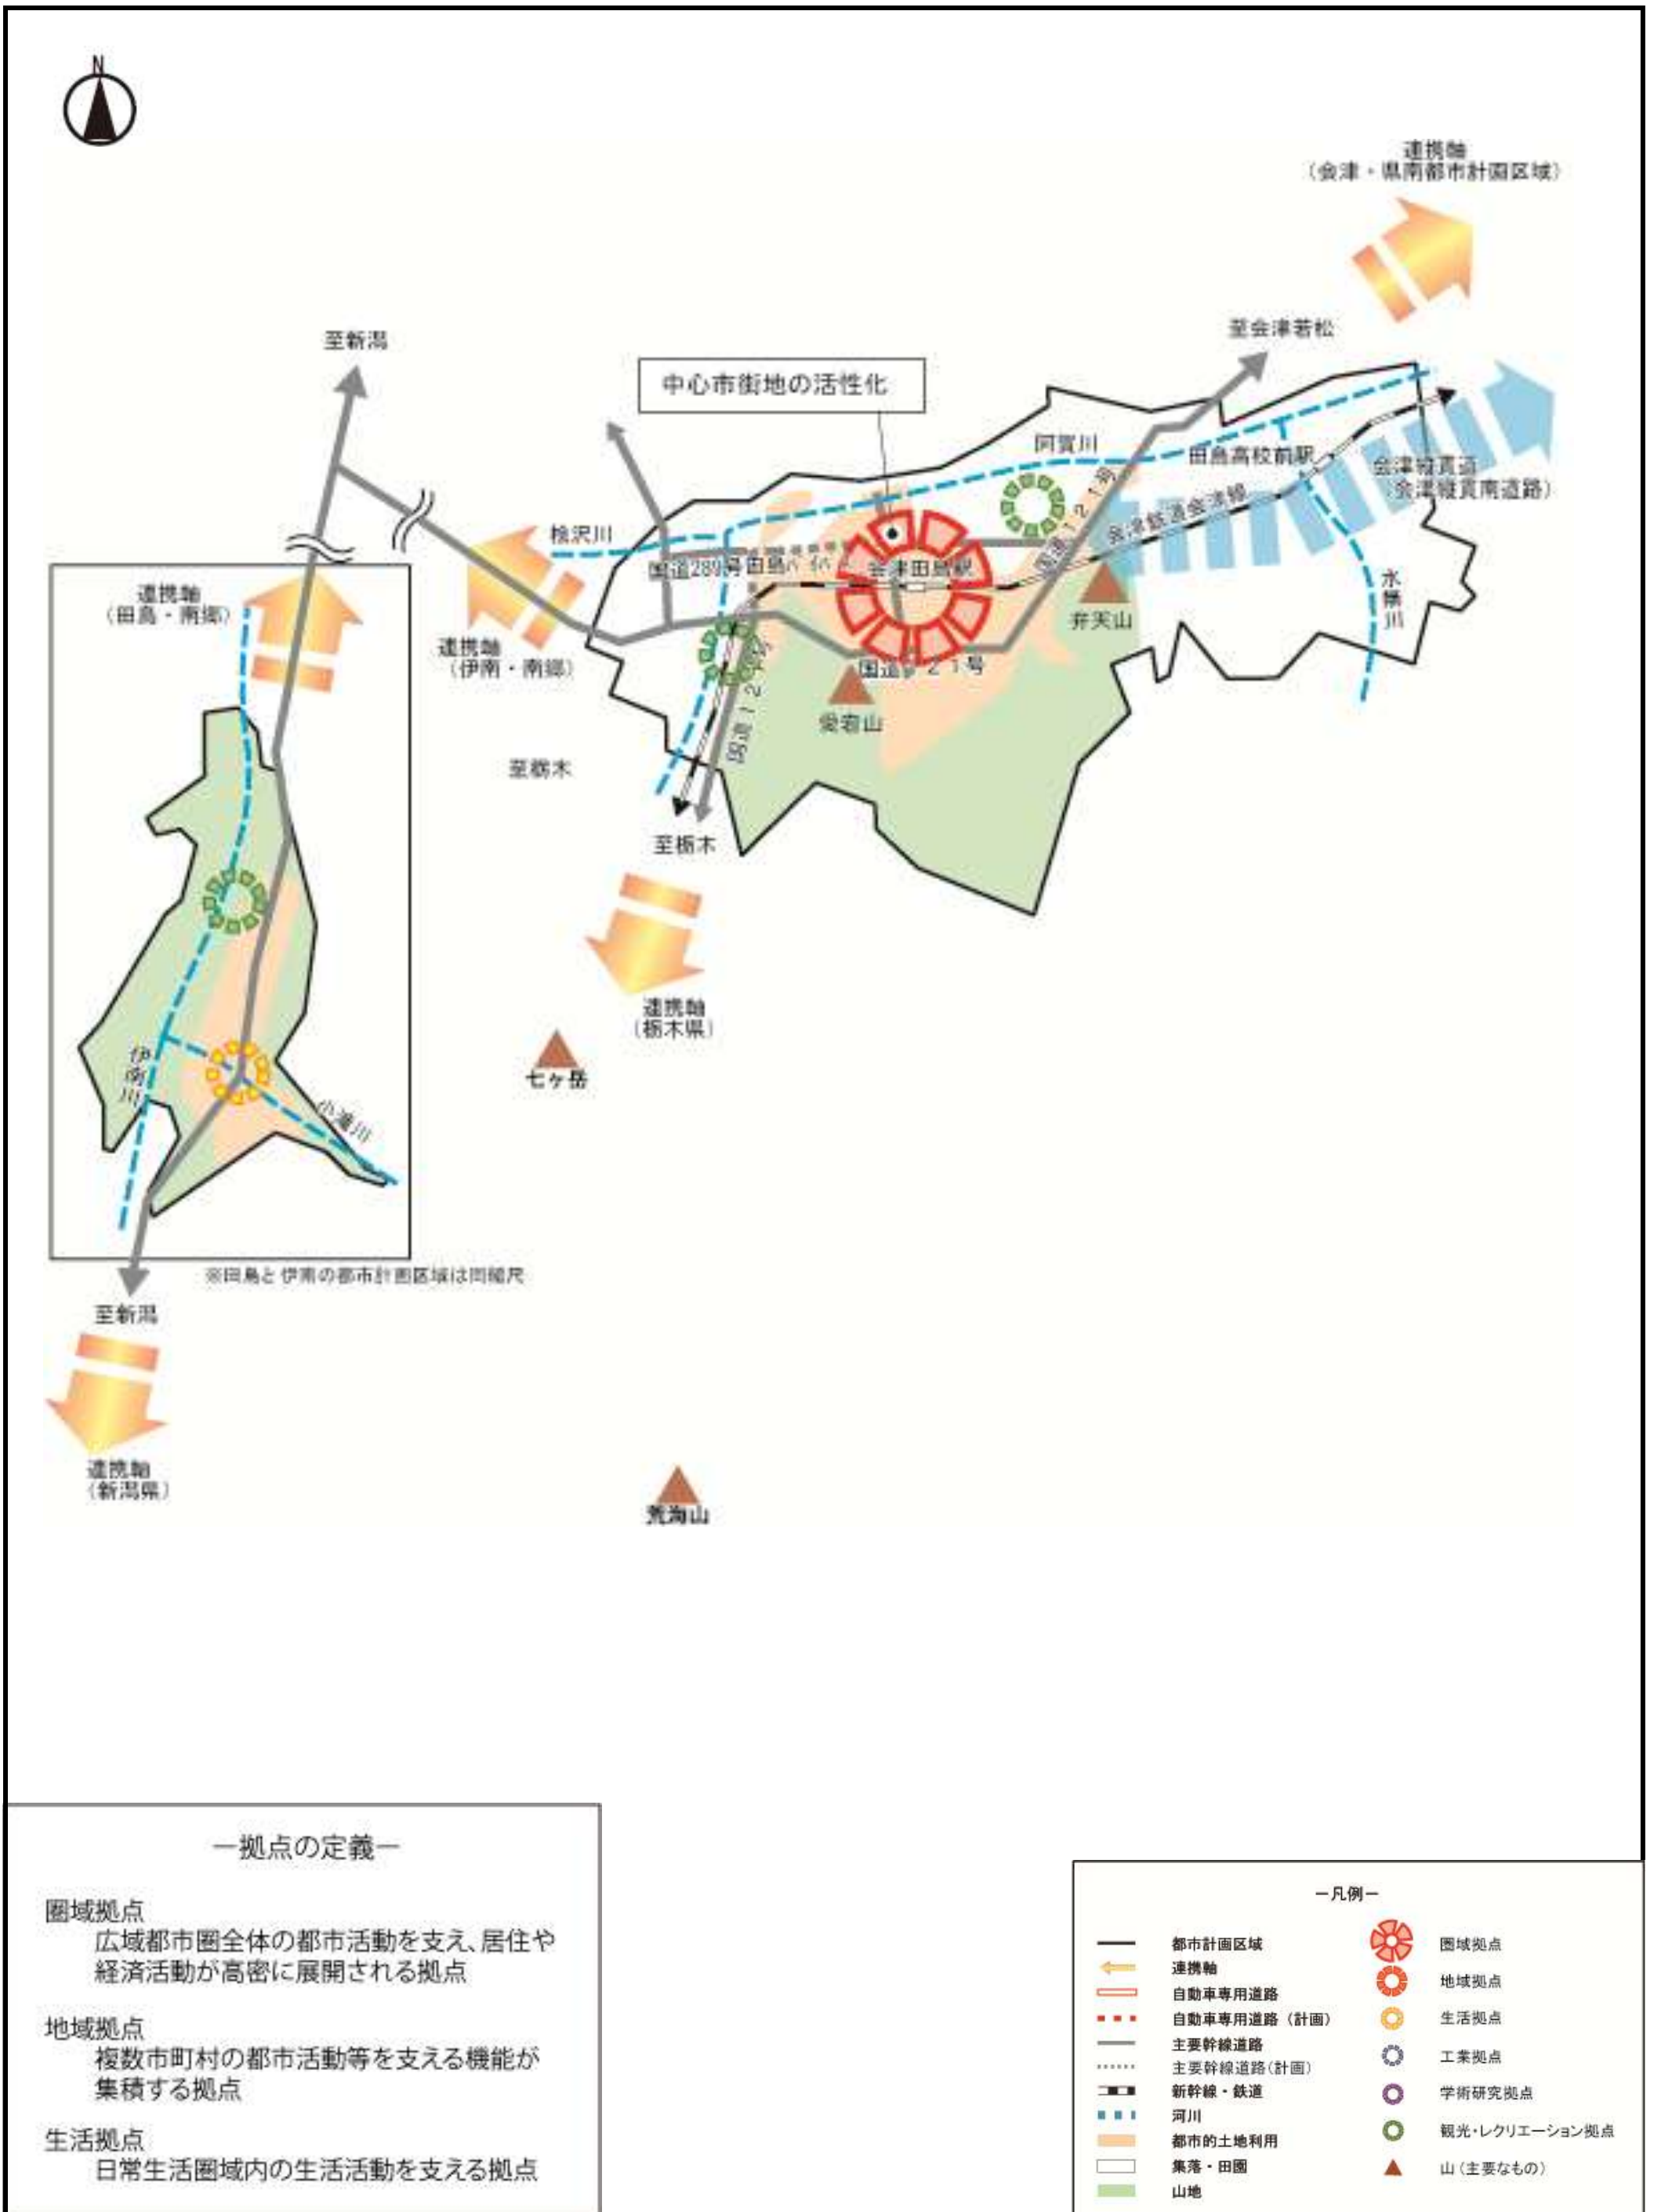 N
連携軸
（会津・県南都市計画区域）
至新潟
至会津若松
中心市街地の活性化
阿賀川
田島高校前駅
会津縦貫道
（会津縦貫南道路）
国道121号
会津鉄道会津線
桧沢川
国道289号田島バイパス
会津田島駅
水無川
弁天山
連携軸
（田島・南郷）
連携軸
（伊南・南郷）
国道121号
国道121号
愛宕山
至栃木
至栃木
連携軸
（栃木県）
七ヶ岳
伊南川
小滝川
※田島と伊南の都市計画区域は同縮尺
至新潟
連携軸
（新潟県）
荒海山
－拠点の定義－
圏域拠点
広域都市圏全体の都市活動を支え、居住や
経済活動が高密に展開される拠点
地域拠点
複数市町村の都市活動等を支える機能が
集積する拠点
生活拠点
日常生活圏域内の生活活動を支える拠点
－凡例－
都市計画区域
連携軸
自動車専用道路
自動車専用道路（計画）
主要幹線道路
主要幹線道路（計画）
新幹線・鉄道
河川
都市的土地利用
集落・田園
山地
圏域拠点
地域拠点
生活拠点
工業拠点
学術研究拠点
観光・レクリエーション拠点
山（主要なもの）